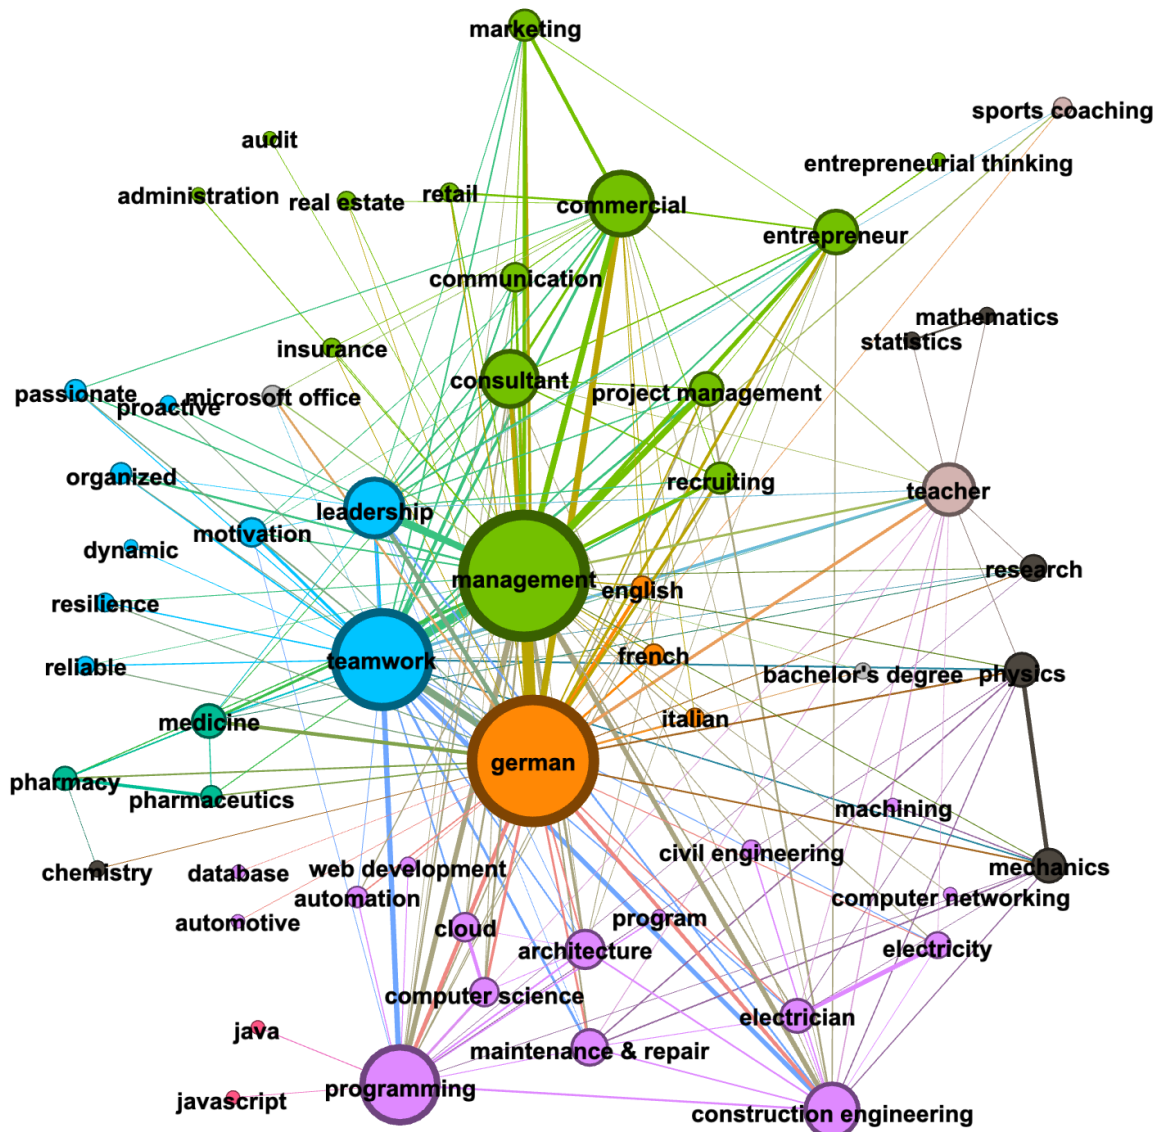 marketing
sports coaching
audit
entrepreneurial thinking
administration
real estate
retail
commercial
entrepreneur
communication
mathematics
statistics
insurance
consultant
project management
passionate
proactive
microsoft office
organized
recruiting
teacher
leadership
motivation
dynamic
management
research
english
resilience
teamwork
french
reliable
bachelor's degree
physics
medicine
italian
german
pharmacy
pharmaceutics
machining
civil engineering
chemistry
database
web development
mechanics
automation
computer networking
automotive
cloud
program
architecture
electricity
computer science
electrician
java
maintenance & repair
programming
javascript
construction engineering